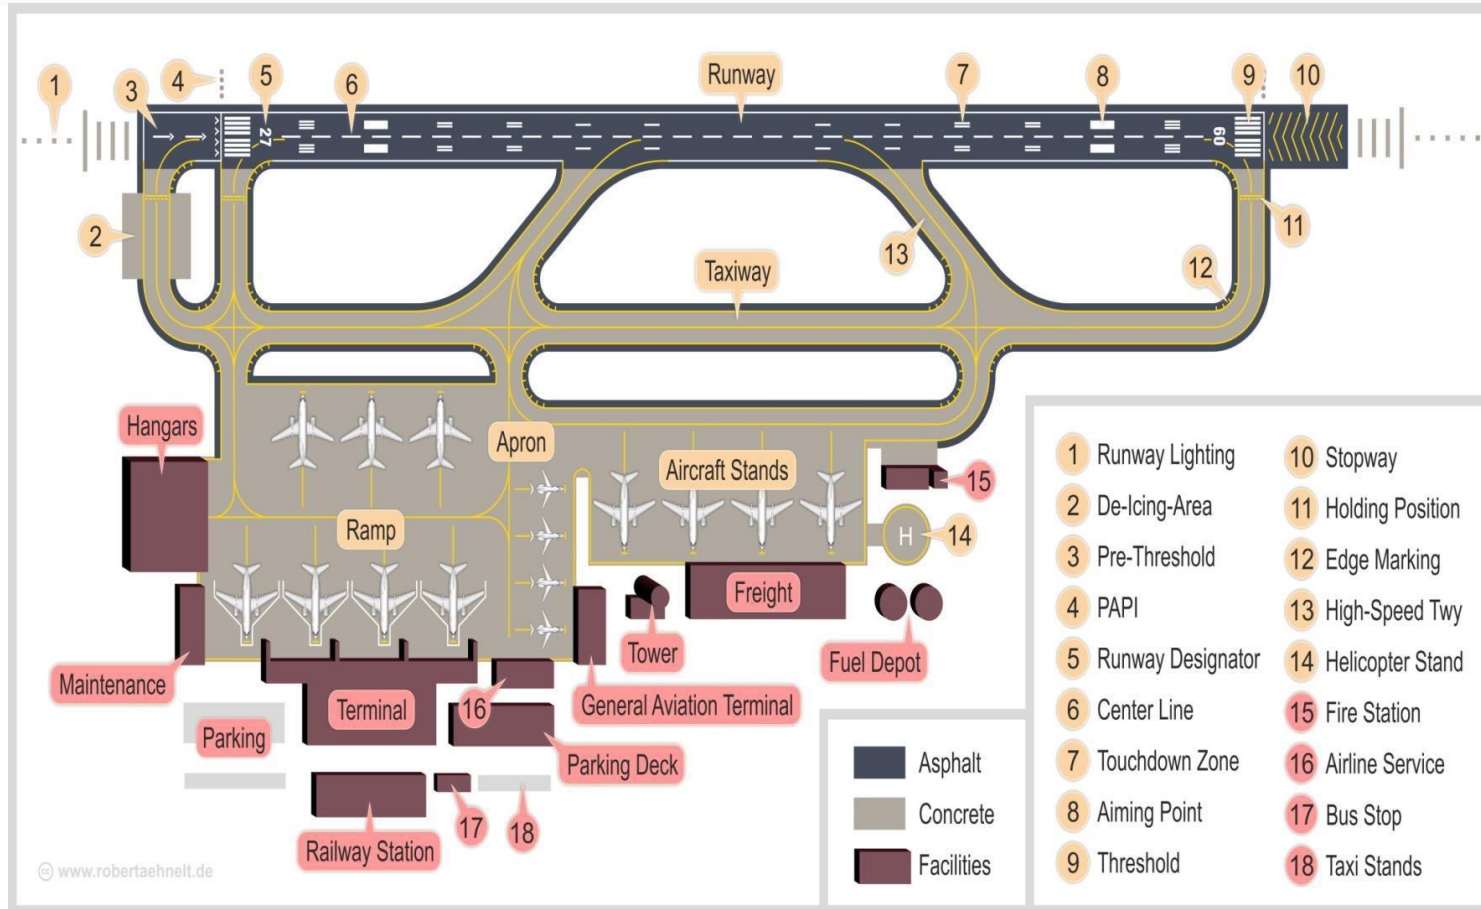 1
3
4
5
6
Runway
7
8
9
10
27
09
2
Taxiway
13
12
11
Hangars
Apron
Aircraft Stands
15
Ramp
H
14
Freight
Tower
Fuel Depot
Maintenance
Terminal
16
General Aviation Terminal
Parking
Parking Deck
17
18
Railway Station
© www.robertaehnelt.de
Asphalt
Concrete
Facilities
1 Runway Lighting
2 De-Icing-Area
3 Pre-Threshold
4 PAPI
5 Runway Designator
6 Center Line
7 Touchdown Zone
8 Aiming Point
9 Threshold
10 Stopway
11 Holding Position
12 Edge Marking
13 High-Speed Twy
14 Helicopter Stand
15 Fire Station
16 Airline Service
17 Bus Stop
18 Taxi Stands